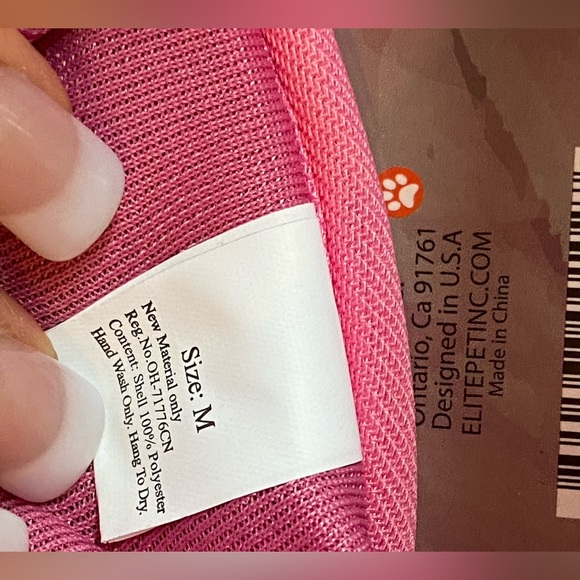 Size: M
New Material only
Reg.No.OH-71776CN
Content: Shell 100% Polyester
Hand Wash Only. Hang To Dry.
Ontario, Ca 91761
Designed in U.S.A
ELITEPETINC.COM
Made in China